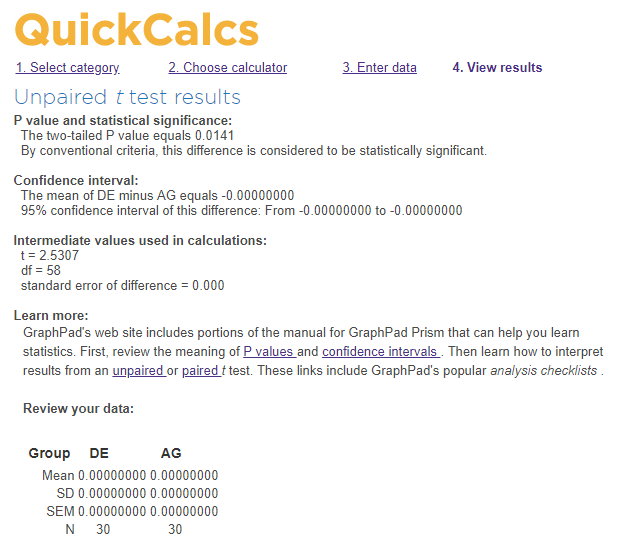 QuickCalcs
1. Select category 2. Choose calculator 3. Enter data 4. View results
Unpaired t test results
P value and statistical significance:
The two-tailed P value equals 0.0141
By conventional criteria, this difference is considered to be statistically significant.
Confidence interval:
The mean of DE minus AG equals -0.00000000
95% confidence interval of this difference: From -0.00000000 to -0.00000000
Intermediate values used in calculations:
t = 2.5307
df = 58
standard error of difference = 0.000
Learn more:
GraphPad's web site includes portions of the manual for GraphPad Prism that can help you learn
statistics. First, review the meaning of P values and confidence intervals . Then learn how to interpret
results from an unpaired or paired t test. These links include GraphPad's popular analysis checklists .
Review your data:
Group DE AG
Mean 0.00000000 0.00000000
SD 0.00000000 0.00000000
SEM 0.00000000 0.00000000
N 30 30